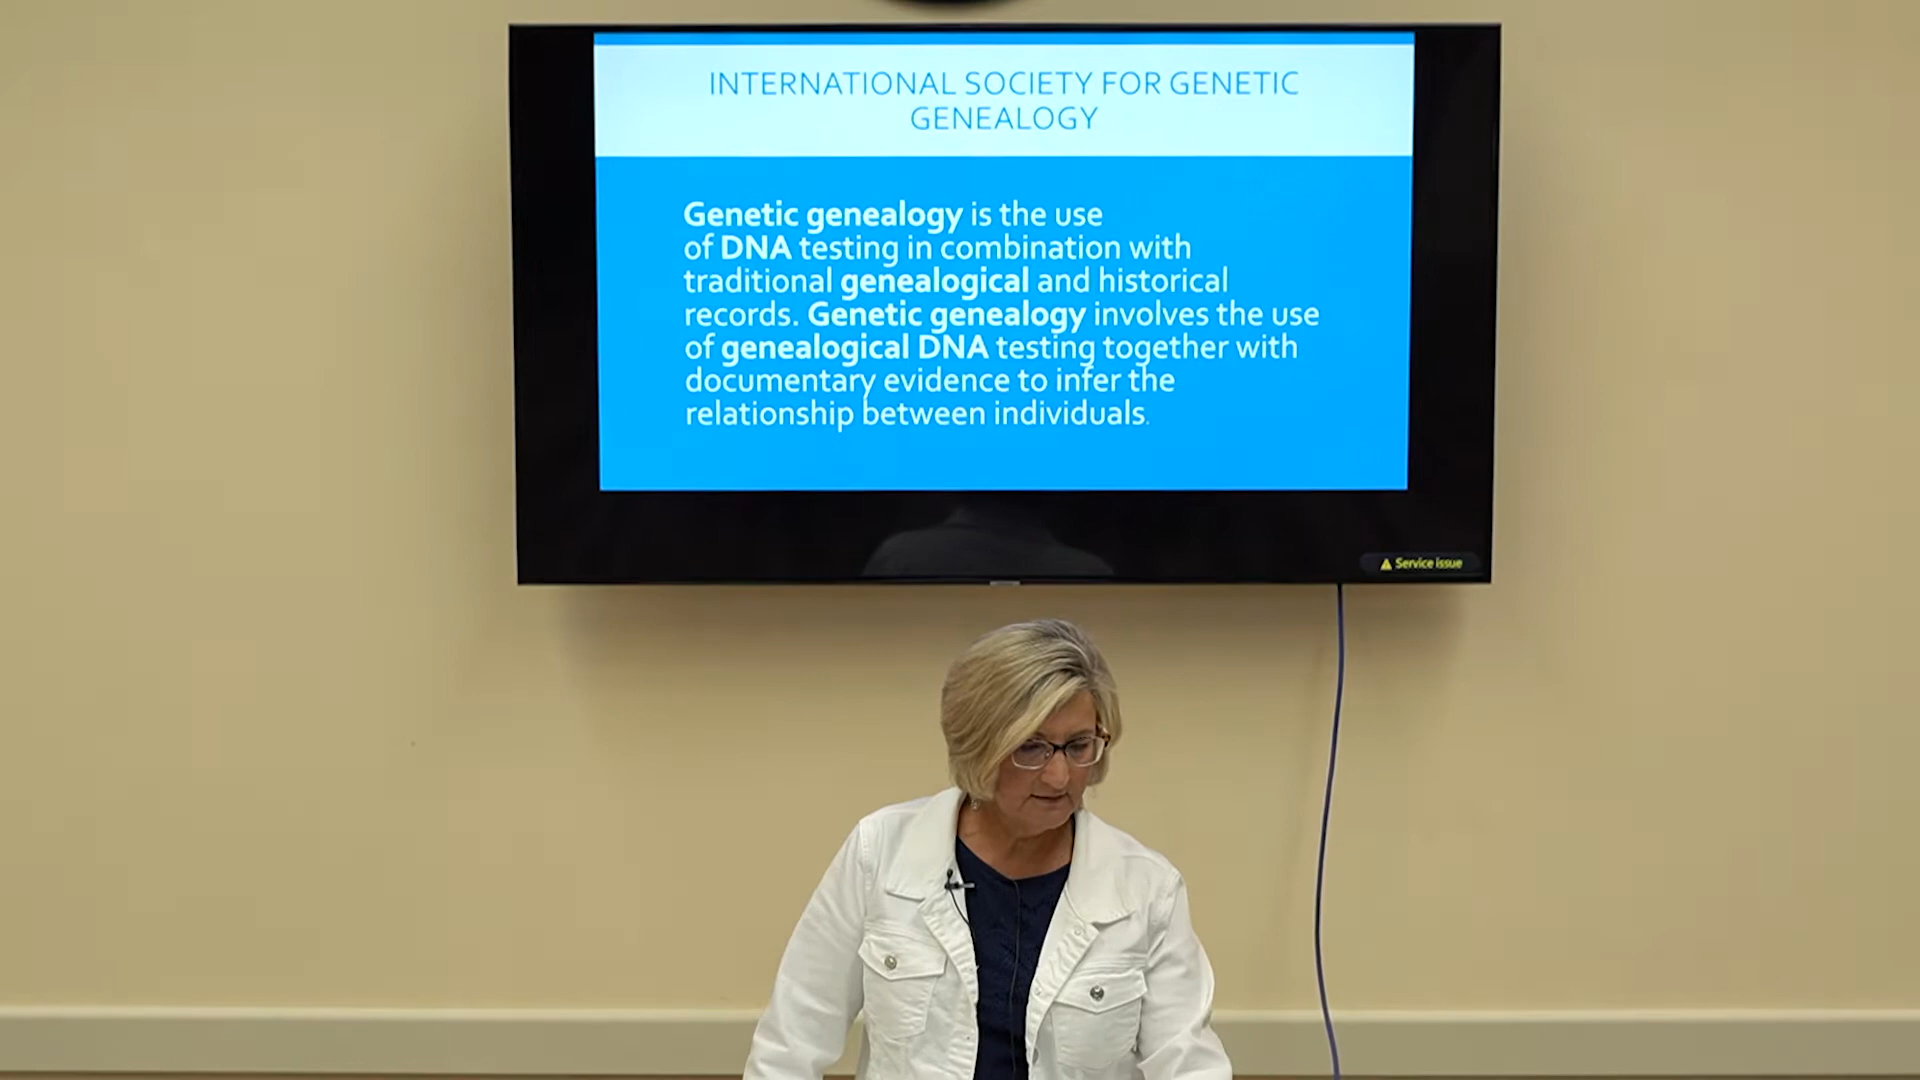 INTERNATIONAL SOCIETY FOR GENETIC
GENEALOGY
Genetic genealogy is the use
of DNA testing in combination with
traditional genealogical and historical
records. Genetic genealogy involves the use
of genealogical DNA testing together with
documentary evidence to infer the
relationship between individuals.
Service issue